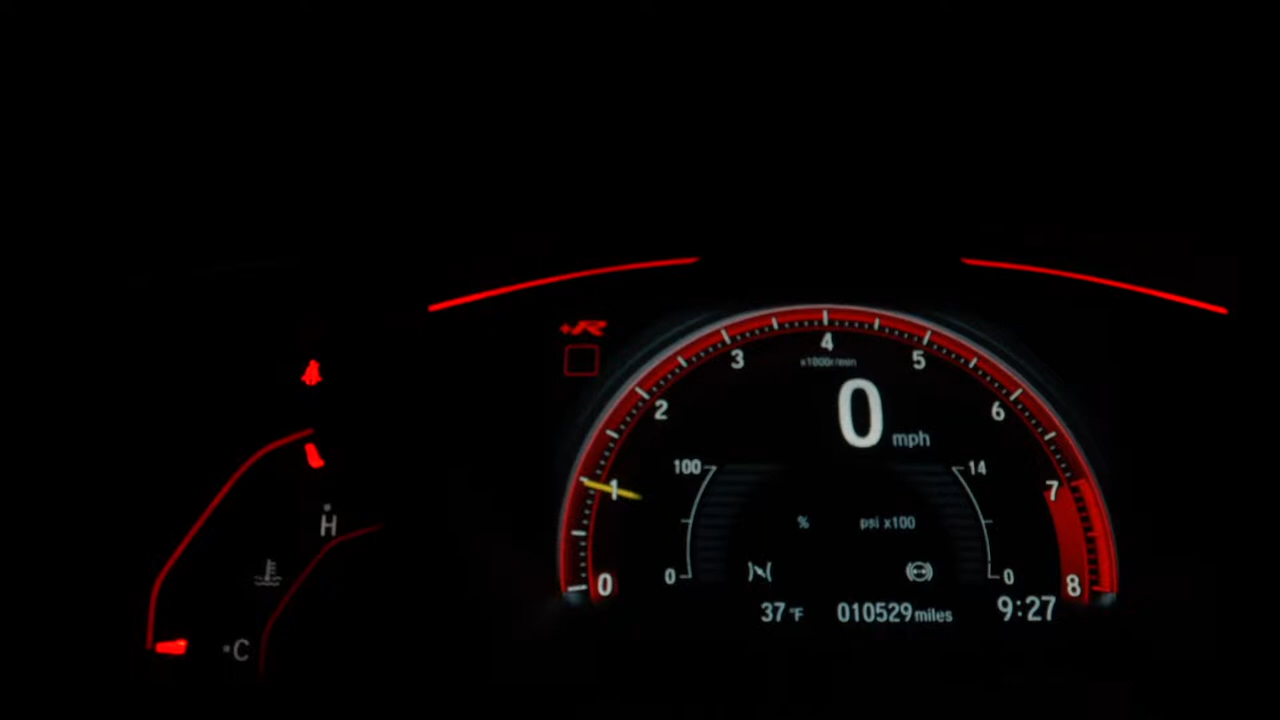 +R
4
3 5
x1000r/min
2 6
0 mph
1 7
100 14
H
% psi x100
0 0
0 8
37°F 010529 miles 9:27
C